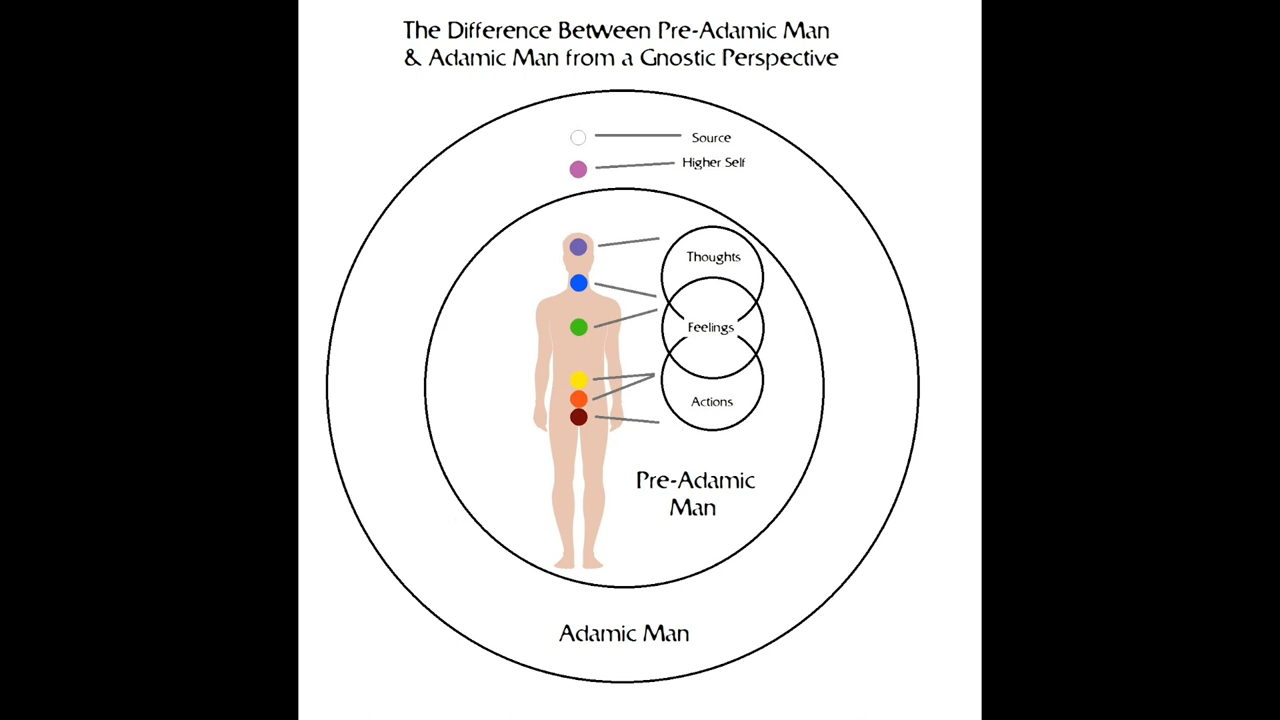 The Difference Between Pre-Adamic Man
& Adamic Man from a Gnostic Perspective
Source
Higher Self
Thoughts
Feelings
Actions
Pre-Adamic
Man
Adamic Man